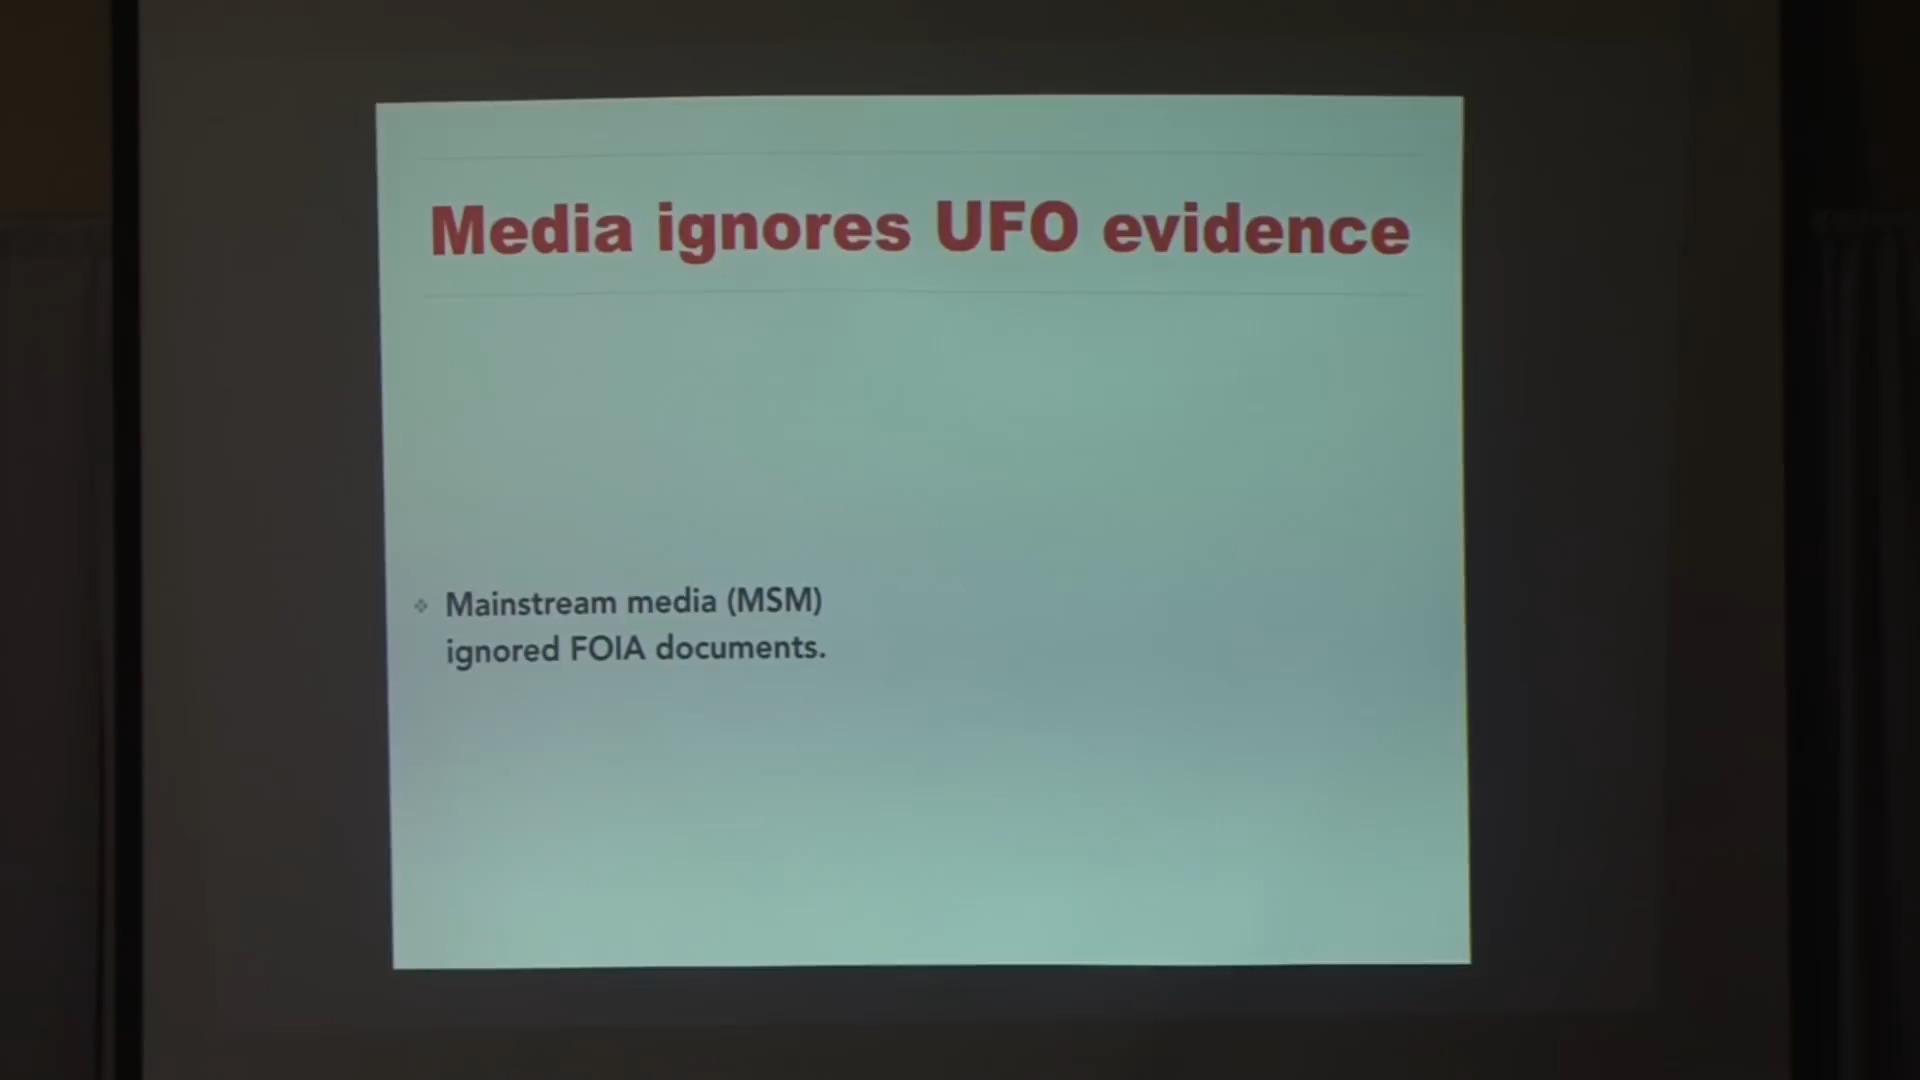 Media ignores UFO evidence
Mainstream media (MSM)
ignored FOIA documents.